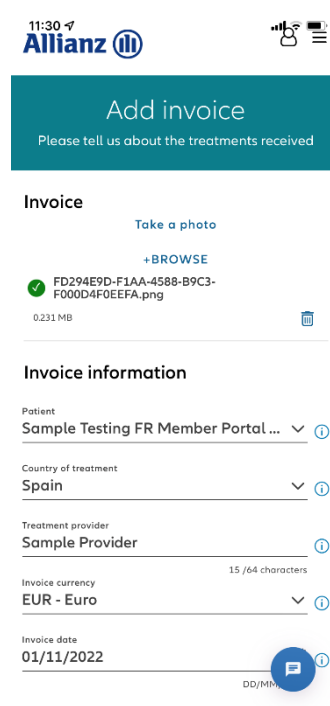 11:30
Allianz
Add invoice
Please tell us about the treatments received
Invoice
Take a photo
+BROWSE
FD294E9D-F1AA-4588-B9C3-
F000D4F0EEFA.png
0.231 MB
Invoice information
Patient
Sample Testing FR Member Portal ...
Country of treatment
Spain
Treatment provider
Sample Provider
15 /64 characters
Invoice currency
EUR - Euro
Invoice date
01/11/2022
DD/MM